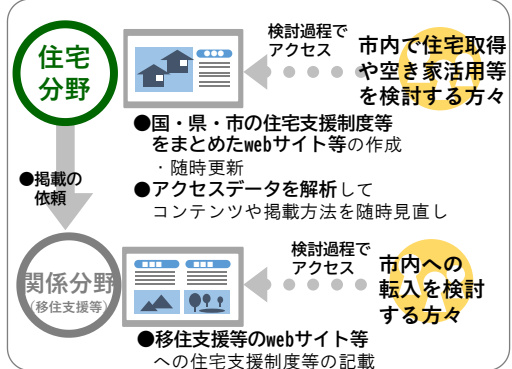 住宅
分野
検討過程で
アクセス
市内で住宅取得
や空き家活用等
を検討する方々
●国・県・市の住宅支援制度等
をまとめたwebサイト等の作成
・随時更新
●アクセスデータを解析して
コンテンツや掲載方法を随時見直し
●掲載の
依頼
関係分野
(移住支援等)
検討過程で
アクセス
市内への
転入を検討
する方々
●移住支援等のwebサイト等
への住宅支援制度等の記載